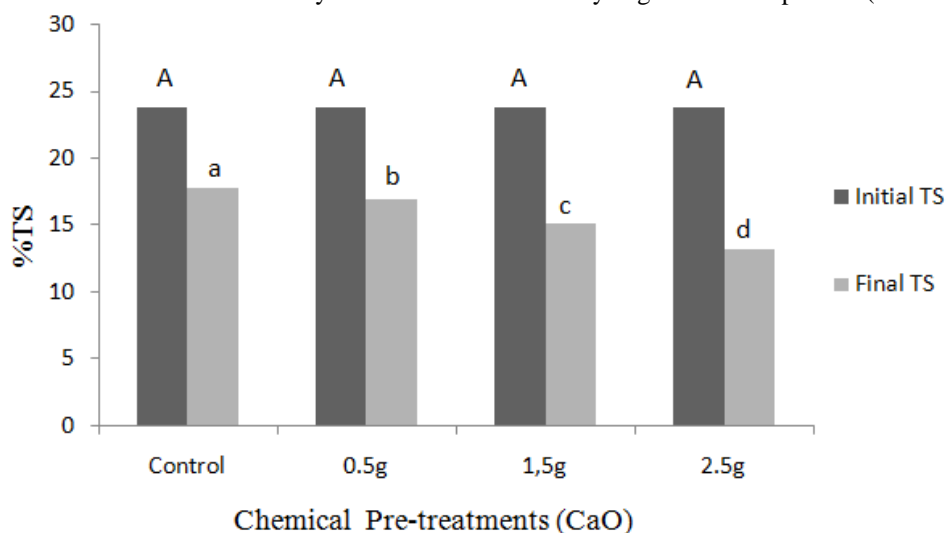 30
A A A A
25
20
a
b
c
d
15
10
5
0
%TS
Initial TS
Final TS
Control 0.5g 1,5g 2.5g
Chemical Pre-treatments (CaO)